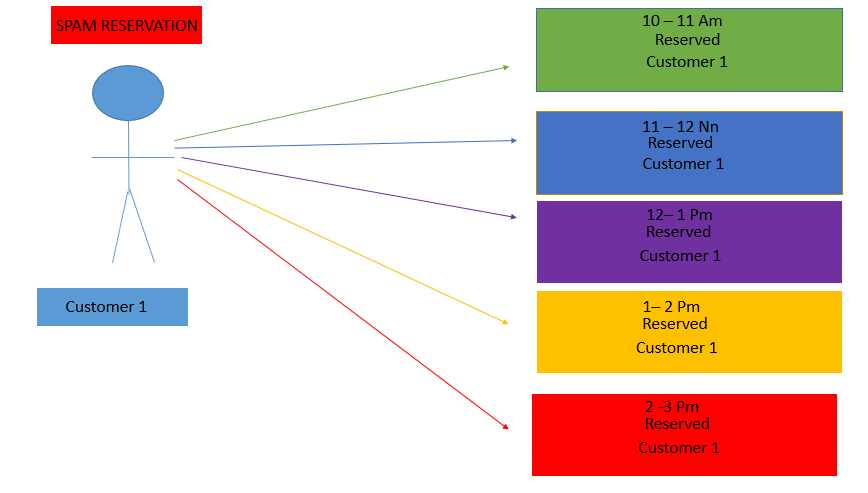 SPAM RESERVATION
Customer 1
10 – 11 Am
Reserved
Customer 1
11 – 12 Nn
Reserved
Customer 1
12– 1 Pm
Reserved
Customer 1
1– 2 Pm
Reserved
Customer 1
2 -3 Pm
Reserved
Customer 1